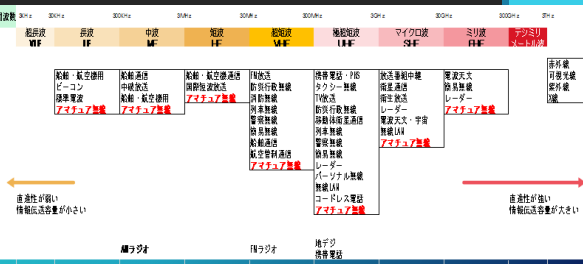 周波数 3KHz 30KHz 300KHz 3MHz 30MHz 300MHz 3GHz 30GHz 300GHz 3THz
超長波 長波 中波 短波 超短波 極超短波 マイクロ波 ミリ波 デシミリメートル波
VLF LF MF HF VHF UHF SHF EHF
船舶・航空機用
ビーコン
標準電波
アマチュア無線
船舶通信
中波放送
船舶・航空機用
アマチュア無線
船舶・航空機通信
国際短波放送
アマチュア無線
FM放送
防災行政無線
消防無線
列車無線
警察無線
簡易無線
船舶通信
航空管制通信
アマチュア無線
携帯電話・PHS
タクシー無線
TV放送
防災行政無線
移動体衛星通信
列車無線
警察無線
簡易無線
レーダー
パーソナル無線
無線LAN
コードレス電話
アマチュア無線
放送番組中継
衛星通信
衛星放送
レーダー
電波天文・宇宙
無線LAN
アマチュア無線
電波天文
簡易無線
レーダー
アマチュア無線
赤外線
可視光線
紫外線
X線
直進性が弱い
情報伝送容量が小さい
直進性が強い
情報伝送容量が大きい
AMラジオ
FMラジオ
地デジ
携帯電話